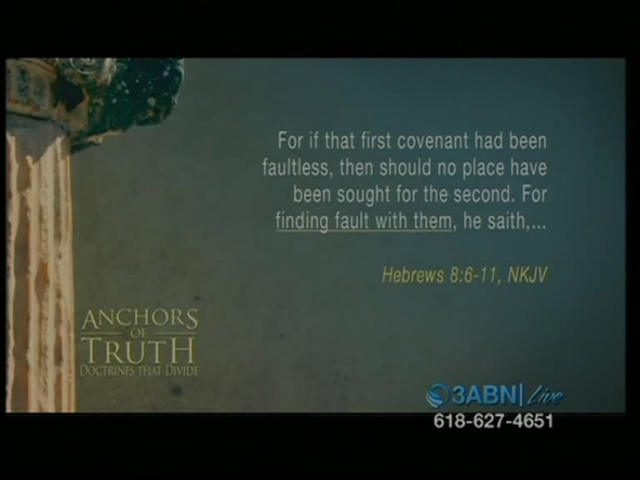 For if that first covenant had been
faultless, then should no place have
been sought for the second. For
finding fault with them, he saith,...
Hebrews 8:6-11, NKJV
ANCHORS
OF
TRUTH
DOCTRINES THAT DIVIDE
3ABN Live
618-627-4651